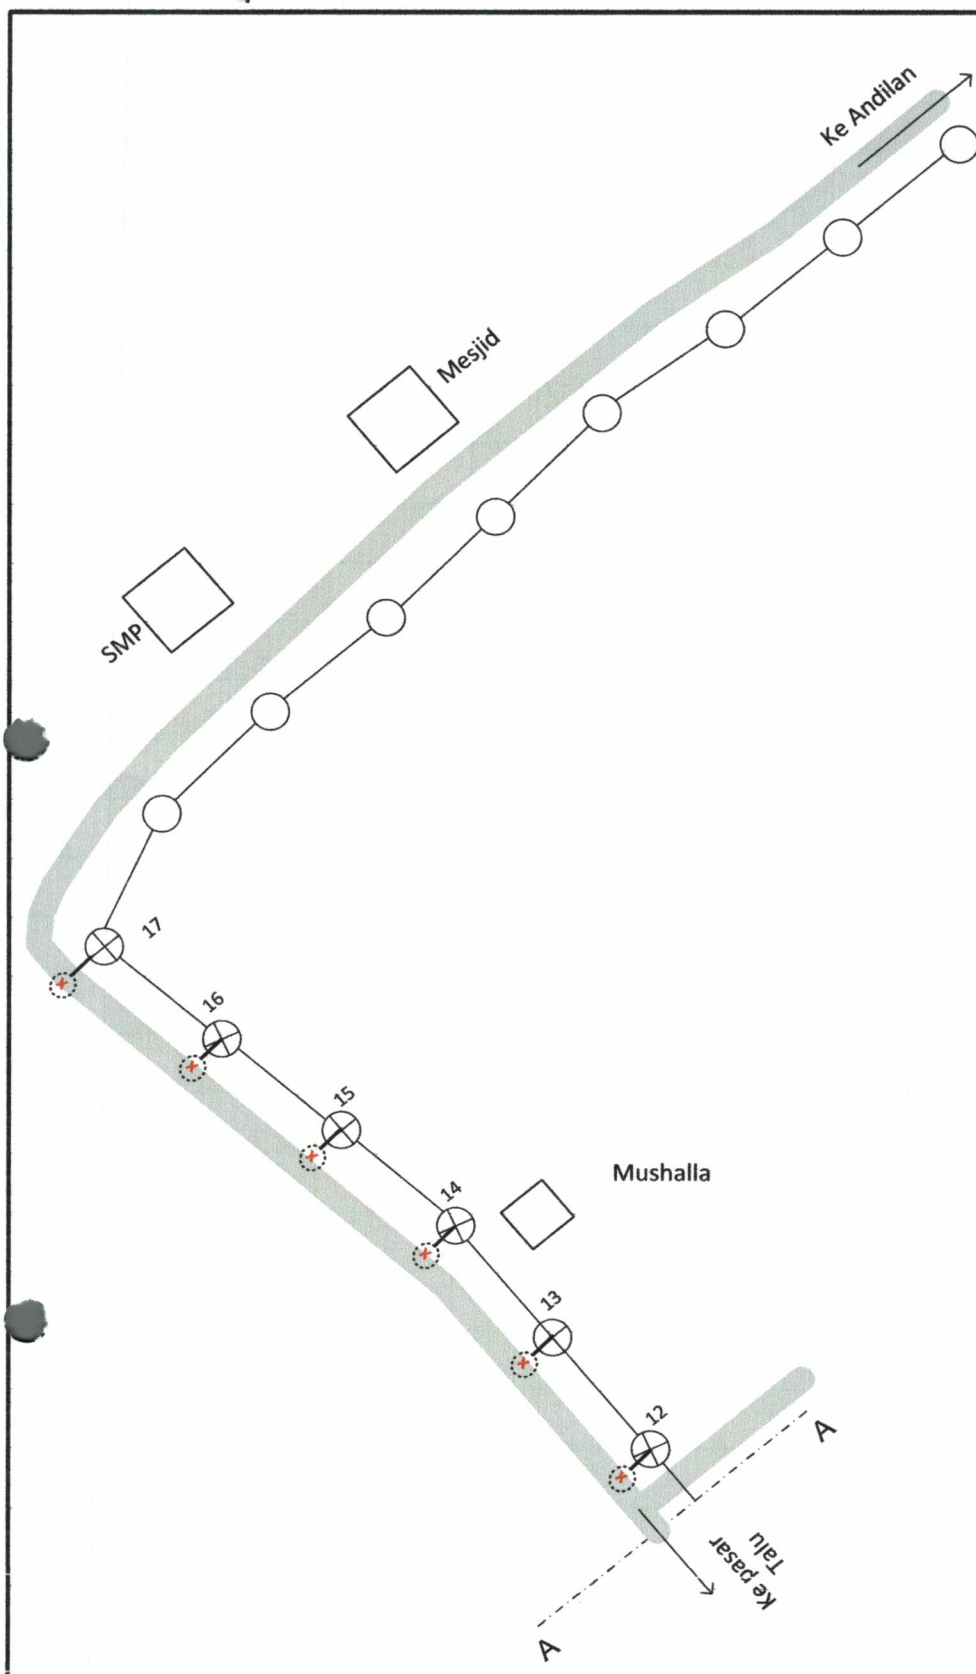 Ke Andilan
Mesjid
SMP
17
16
15
14
Mushalla
13
12
A
Ke pasar
Talu
A